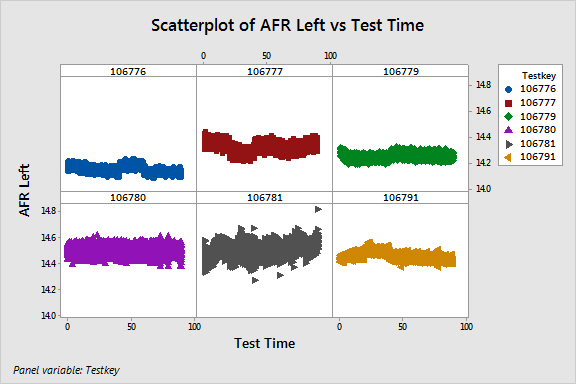 Scatterplot of AFR Left vs Test Time
0 50 100
106776 106777 106779
14.8
14.6
14.4
14.2
14.0
Testkey
106776
106777
106779
106780
106781
106791
AFR Left
106780 106781 106791
14.8
14.6
14.4
14.2
14.0
0 50 100 0 50 100
Test Time
Panel variable: Testkey